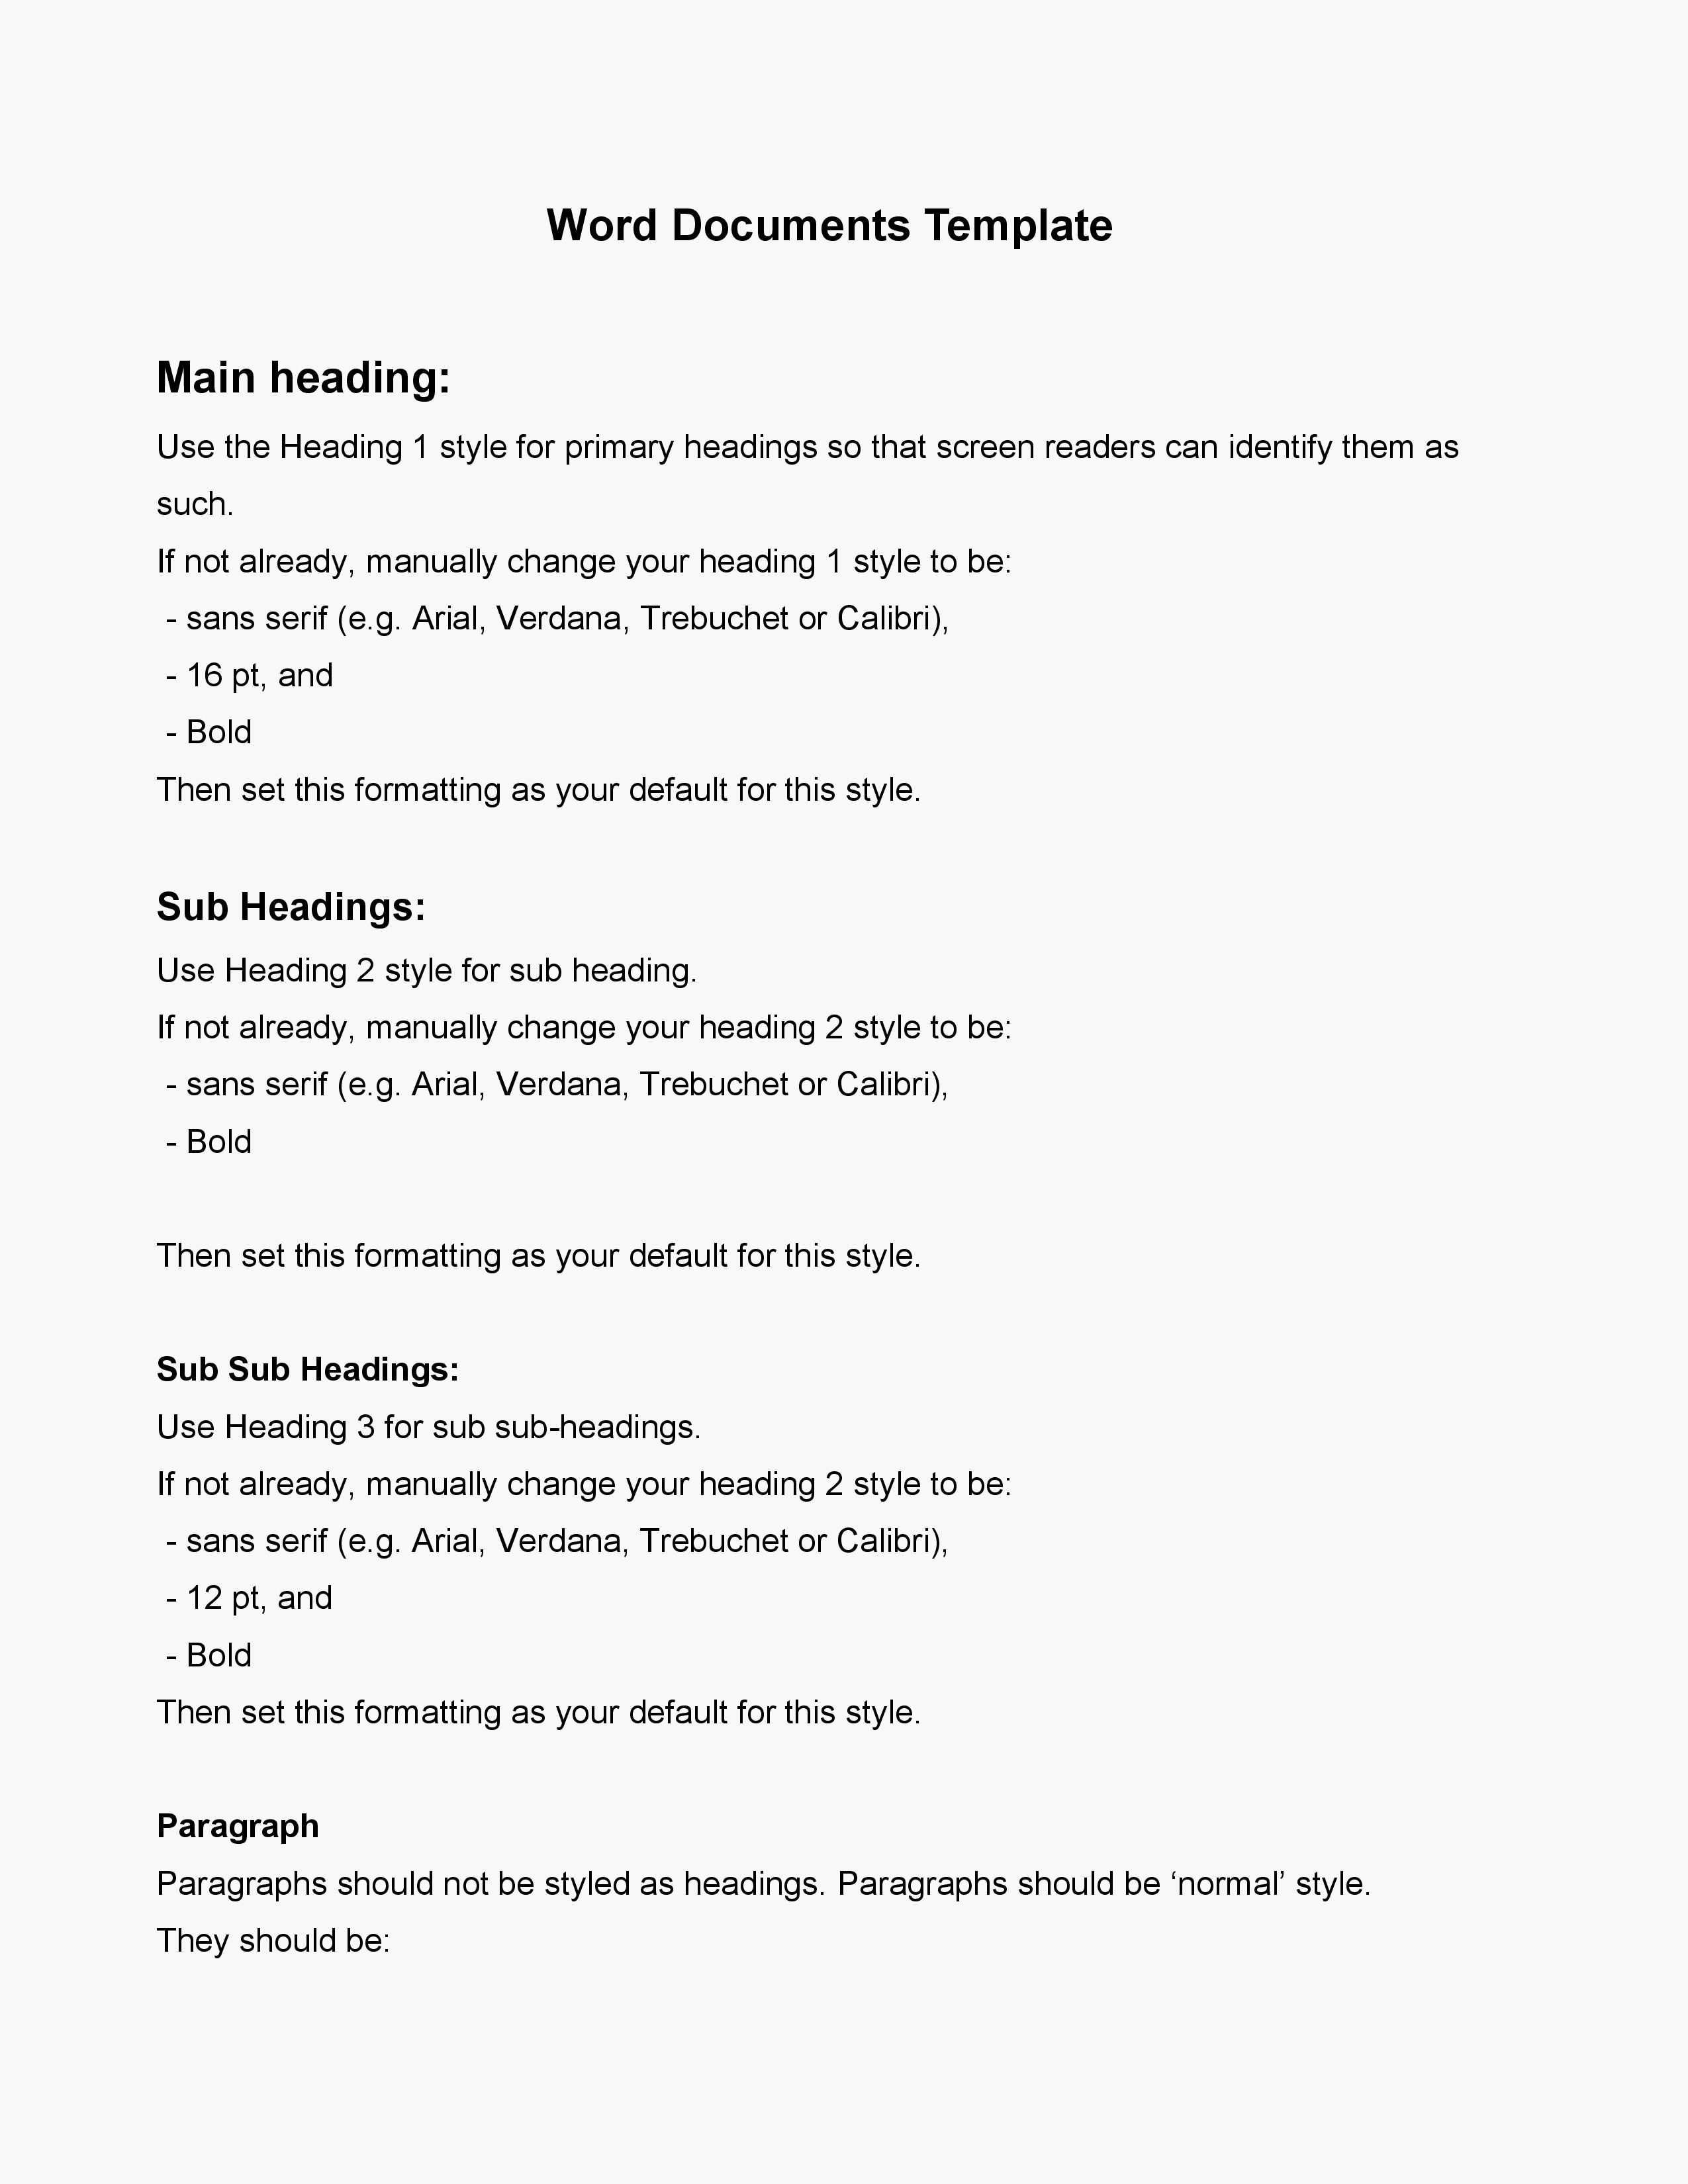 Word Documents Template
Main heading:
Use the Heading 1 style for primary headings so that screen readers can identify them as
such.
If not already, manually change your heading 1 style to be:
- sans serif (e.g. Arial, Verdana, Trebuchet or Calibri),
- 16 pt, and
- Bold
Then set this formatting as your default for this style.
Sub Headings:
Use Heading 2 style for sub heading.
If not already, manually change your heading 2 style to be:
- sans serif (e.g. Arial, Verdana, Trebuchet or Calibri),
- Bold
Then set this formatting as your default for this style.
Sub Sub Headings:
Use Heading 3 for sub sub-headings.
If not already, manually change your heading 2 style to be:
- sans serif (e.g. Arial, Verdana, Trebuchet or Calibri),
- 12 pt, and
- Bold
Then set this formatting as your default for this style.
Paragraph
Paragraphs should not be styled as headings. Paragraphs should be ‘normal’ style.
They should be: